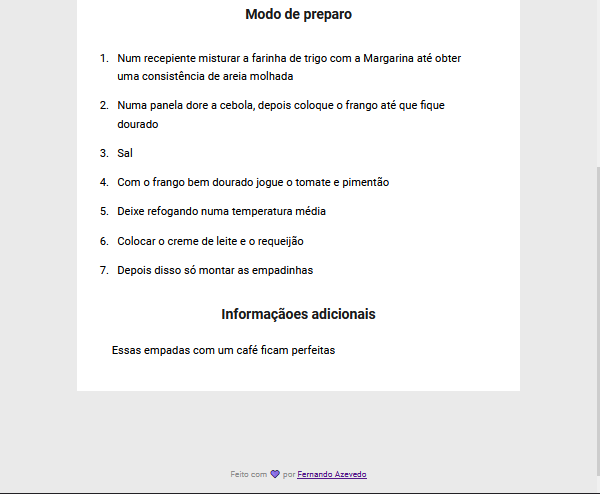 Modo de preparo
1. Num recepiente misturar a farinha de trigo com a Margarina até obter
uma consistência de areia molhada
2. Numa panela dore a cebola, depois coloque o frango até que fique
dourado
3. Sal
4. Com o frango bem dourado jogue o tomate e pimentão
5. Deixe refogando numa temperatura média
6. Colocar o creme de leite e o requeijão
7. Depois disso só montar as empadinhas
Informaçãoes adicionais
Essas empadas com um café ficam perfeitas
Feito com 💜 por Fernando Azevedo